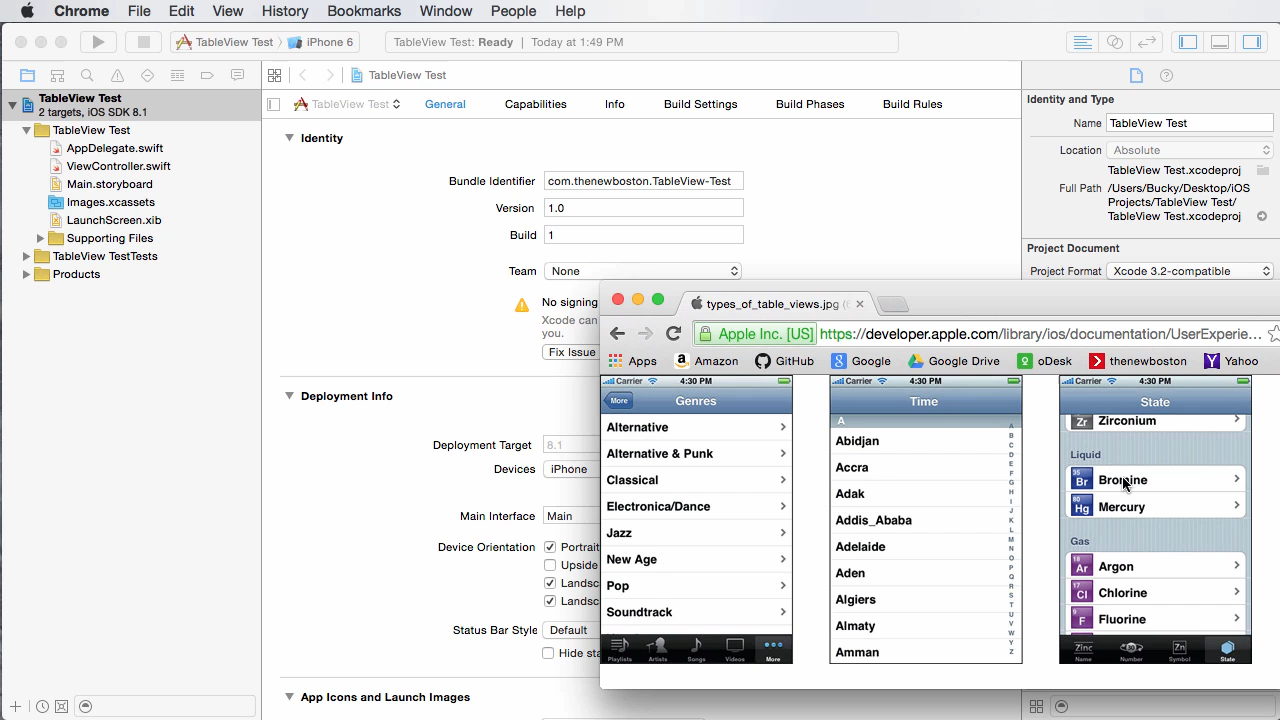 Chrome File Edit View History Bookmarks Window People Help
TableView Test iPhone 6 TableView Test: Ready | Today at 1:49 PM
TableView Test
2 targets, iOS SDK 8.1
TableView Test
AppDelegate.swift
ViewController.swift
Main.storyboard
Images.xcassets
LaunchScreen.xib
Supporting Files
TableView TestTests
Products
TableView Test
TableView Test General Capabilities Info Build Settings Build Phases Build Rules
Identity
Bundle Identifier com.thenewboston.TableView-Test
Version 1.0
Build 1
Team None
No signing
Xcode can
you.
Fix Issue
Deployment Info
Deployment Target 8.1
Devices iPhone
Main Interface Main
Device Orientation Portrait
Upside
Landsc
Landsc
Status Bar Style Default
Hide sta
App Icons and Launch Images
Identity and Type
Name TableView Test
Location Absolute
TableView Test.xcodeproj
Full Path /Users/Bucky/Desktop/iOS
Projects/TableView Test/
TableView Test.xcodeproj
Project Document
Project Format Xcode 3.2-compatible
types_of_table_views.jpg
Apple Inc. [US] https://developer.apple.com/library/ios/documentation/UserExperie...
Apps Amazon GitHub Google Google Drive oDesk thenewboston Yahoo
Carrier 4:30 PM
More Genres
Alternative
Alternative & Punk
Classical
Electronica/Dance
Jazz
New Age
Pop
Soundtrack
Playlists Artists Songs Videos More
Carrier 4:30 PM
Time
A
Abidjan
Accra
Adak
Addis_Ababa
Adelaide
Aden
Algiers
Almaty
Amman
A
B
C
D
E
F
G
H
I
J
K
L
M
N
O
P
Q
R
S
T
U
V
W
Y
Z
Carrier 4:30 PM
State
Zr Zirconium
Liquid
35
Br Bromine
80
Hg Mercury
Gas
18
Ar Argon
17
Cl Chlorine
9
F Fluorine
Zinc Zn
Name Number Symbol State